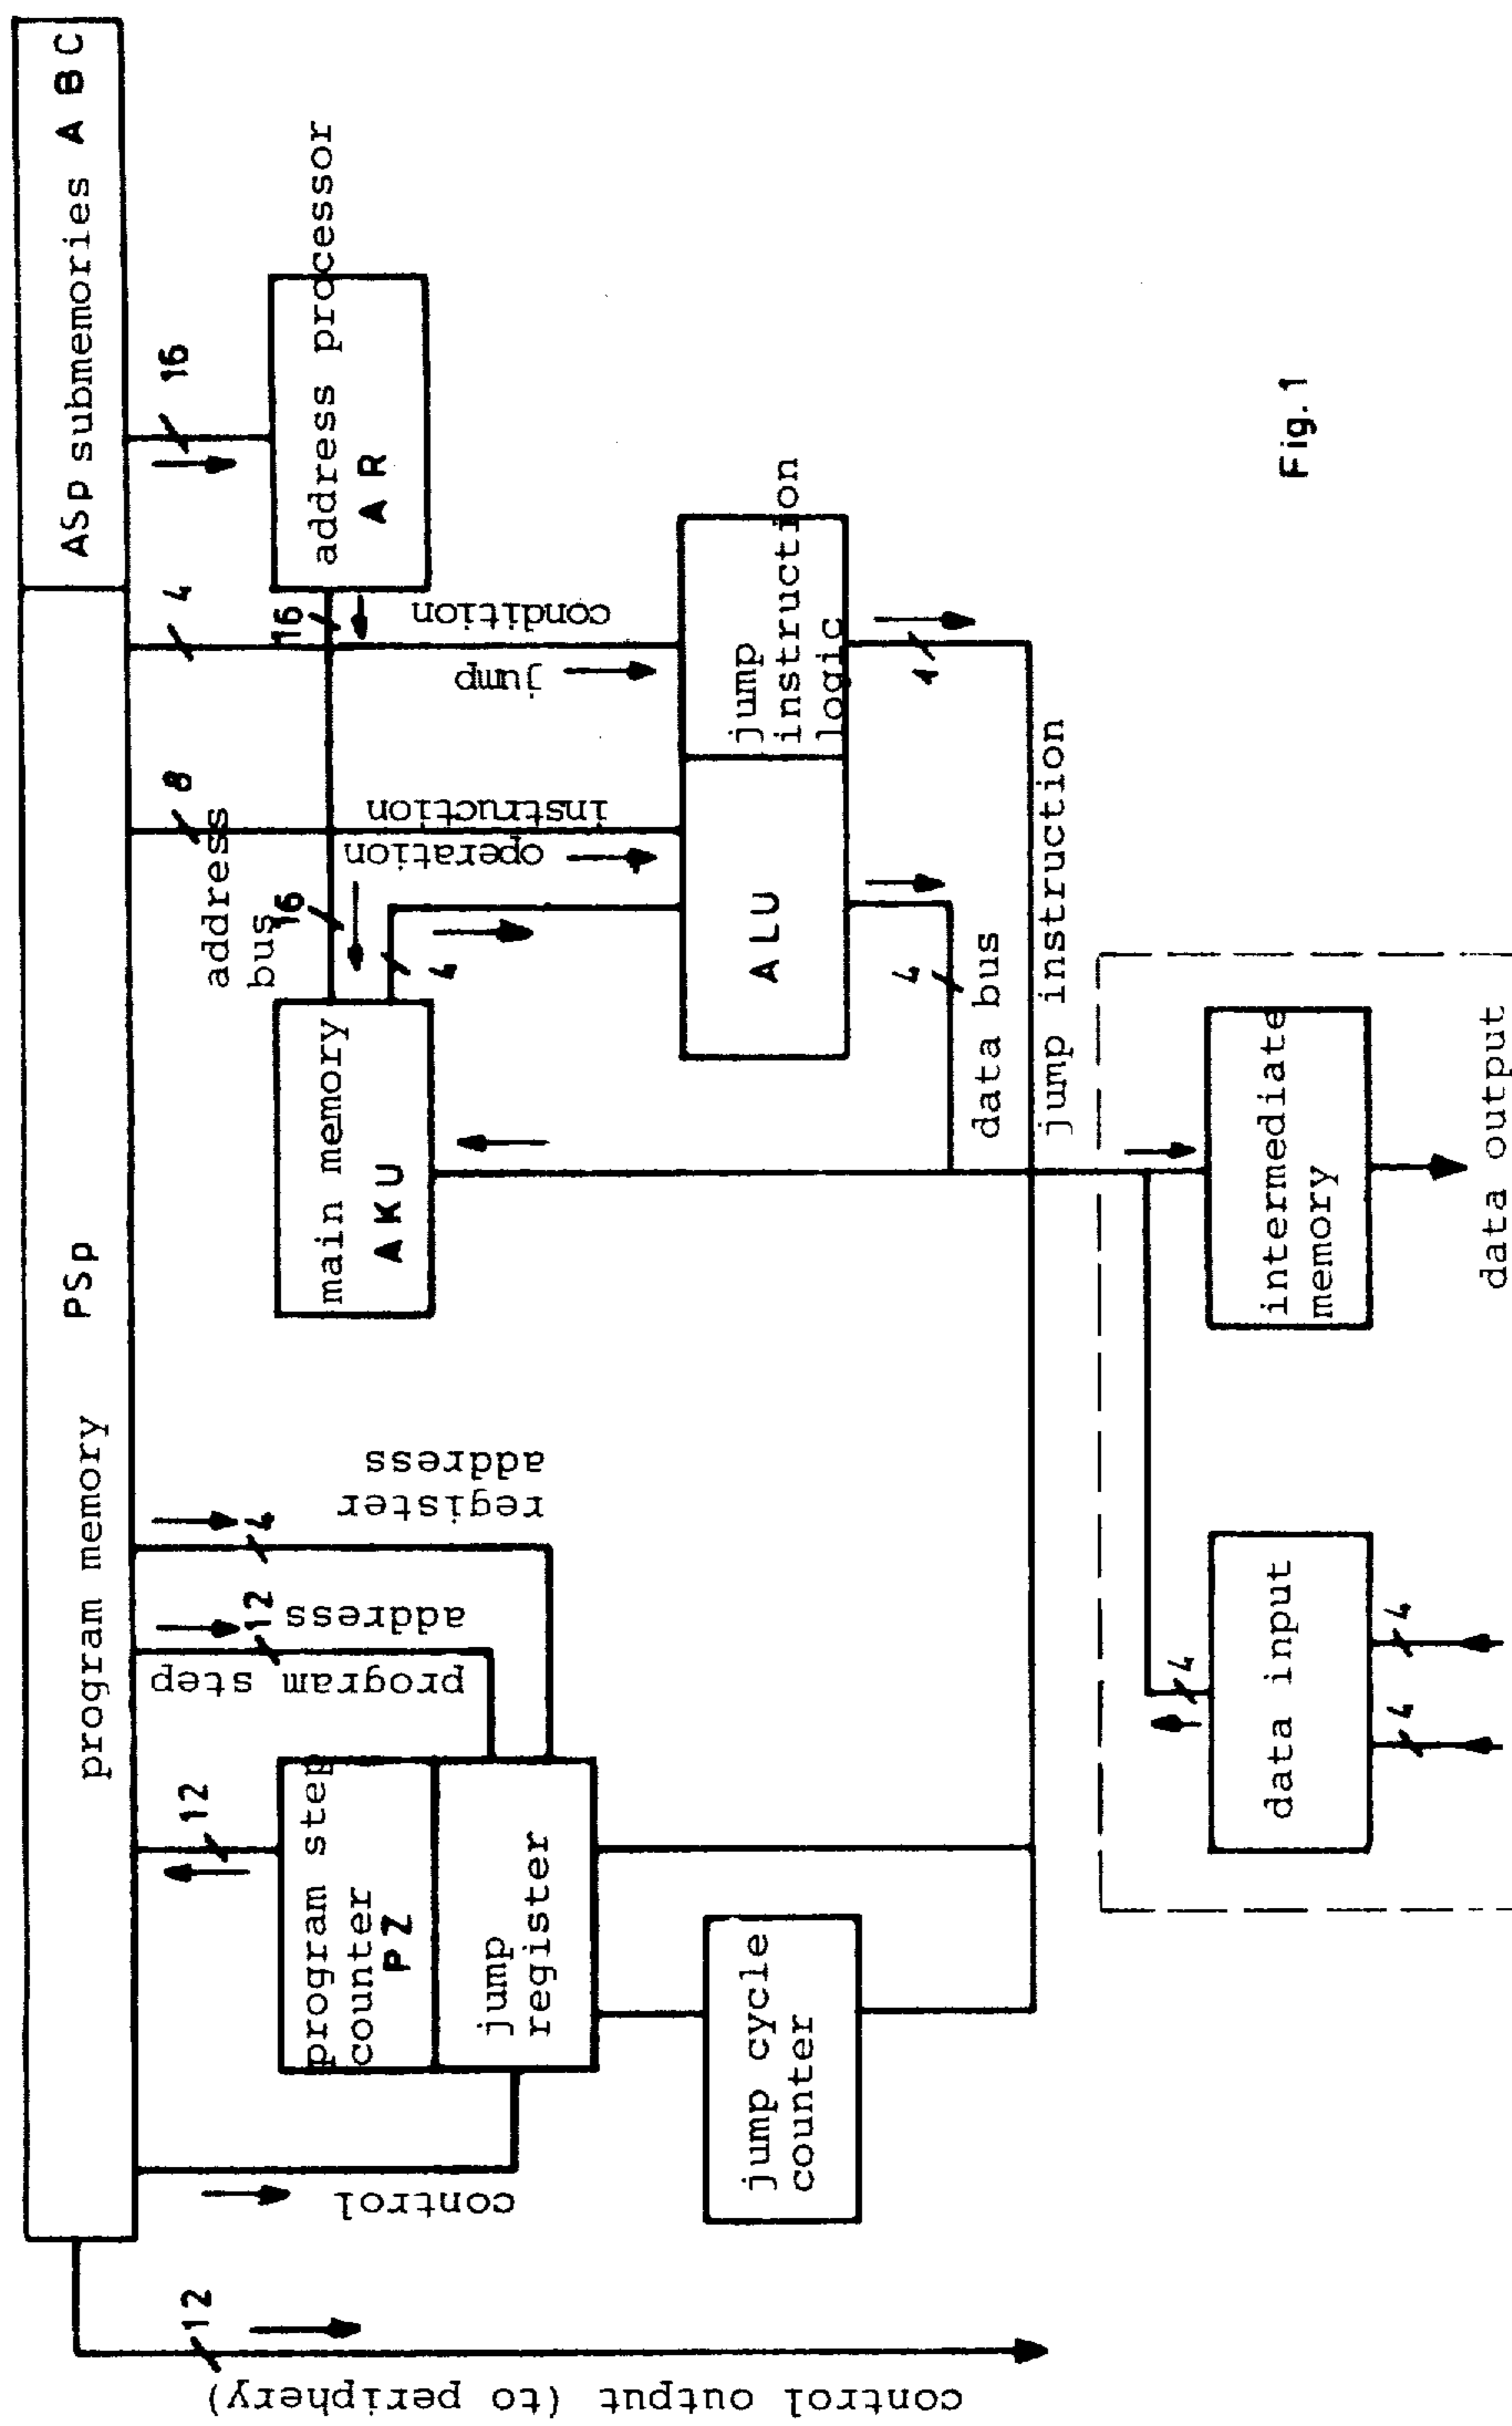 ASp submemories A B C
program memory PSp
16
address processor
A R
16
4
jump
condition
8
operation
instruction
address
bus
16
main memory
A K U
4
A L U
jump
instruction
logic
1
4
data bus
jump instruction
4
register
address
12
program step
address
12
program step
counter
P Z
jump
register
jump cycle
counter
control
12
control output (to periphery)
intermediate
memory
data output
data input
4
4
4
Fig. 1